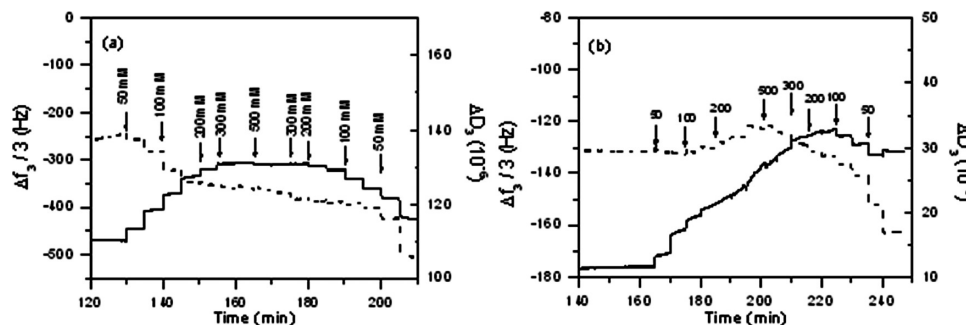 (a)
0
-100
-200
-300
-400
-500
Δf₃ / 3 (Hz)
160
140
120
100
ΔD₃ (10⁻⁶)
50 mM
100 mM
200 mM
300 mM
500 mM
300 mM
200 mM
100 mM
50 mM
120 140 160 180 200
Time (min)
(b)
-80
-100
-120
-140
-160
-180
Δf₃ / 3 (Hz)
50
40
30
20
10
ΔD₃ (10
50
100
200
500
300
200
100
50
140 160 180 200 220 240
Time (min)